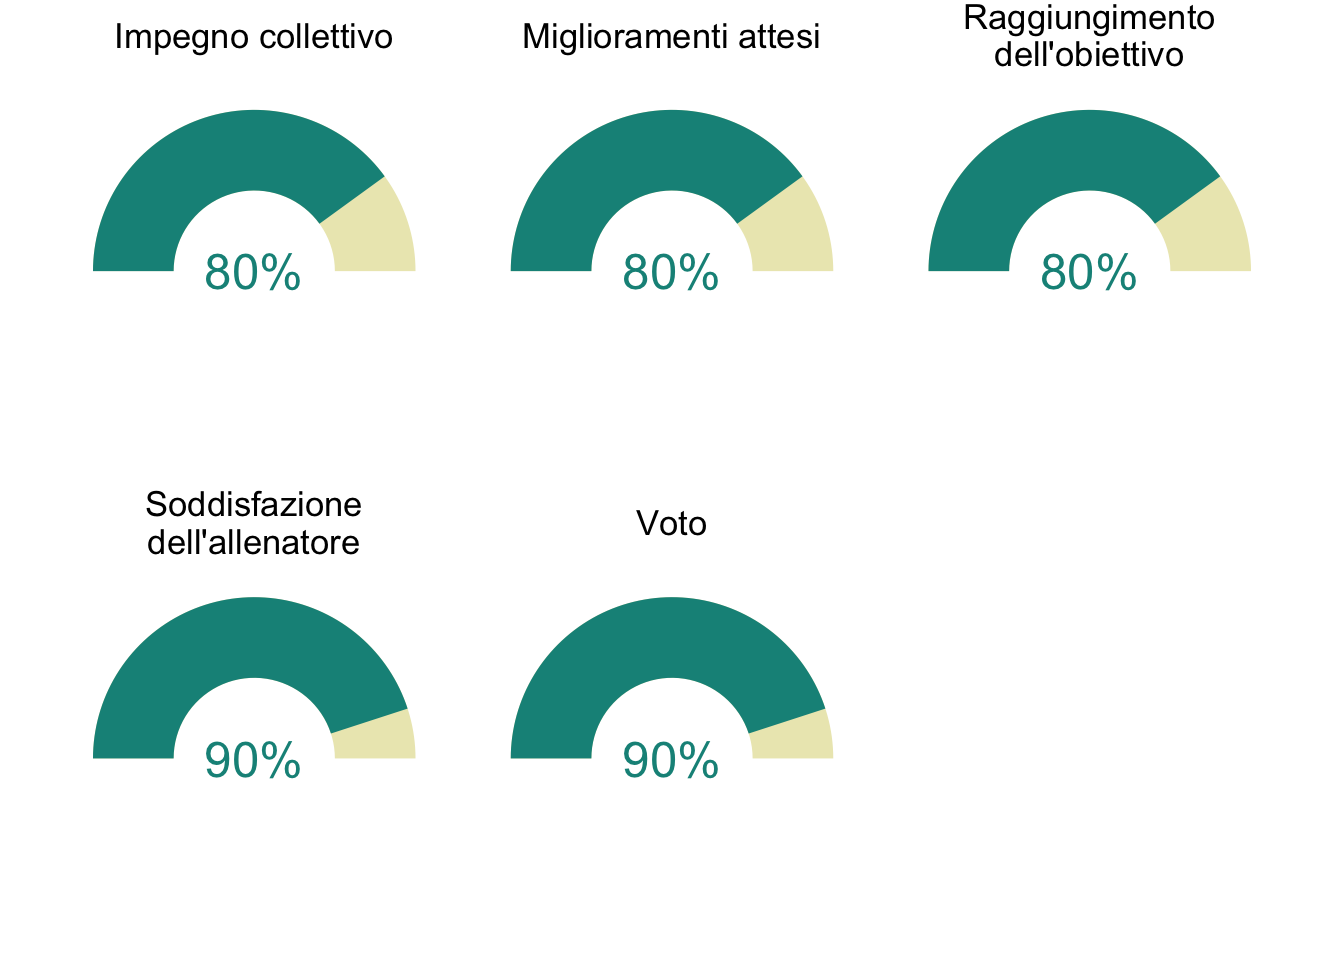 Impegno collettivo
Miglioramenti attesi
Raggiungimento
dell'obiettivo
80%
80%
80%
Soddisfazione
dell'allenatore
Voto
90%
90%